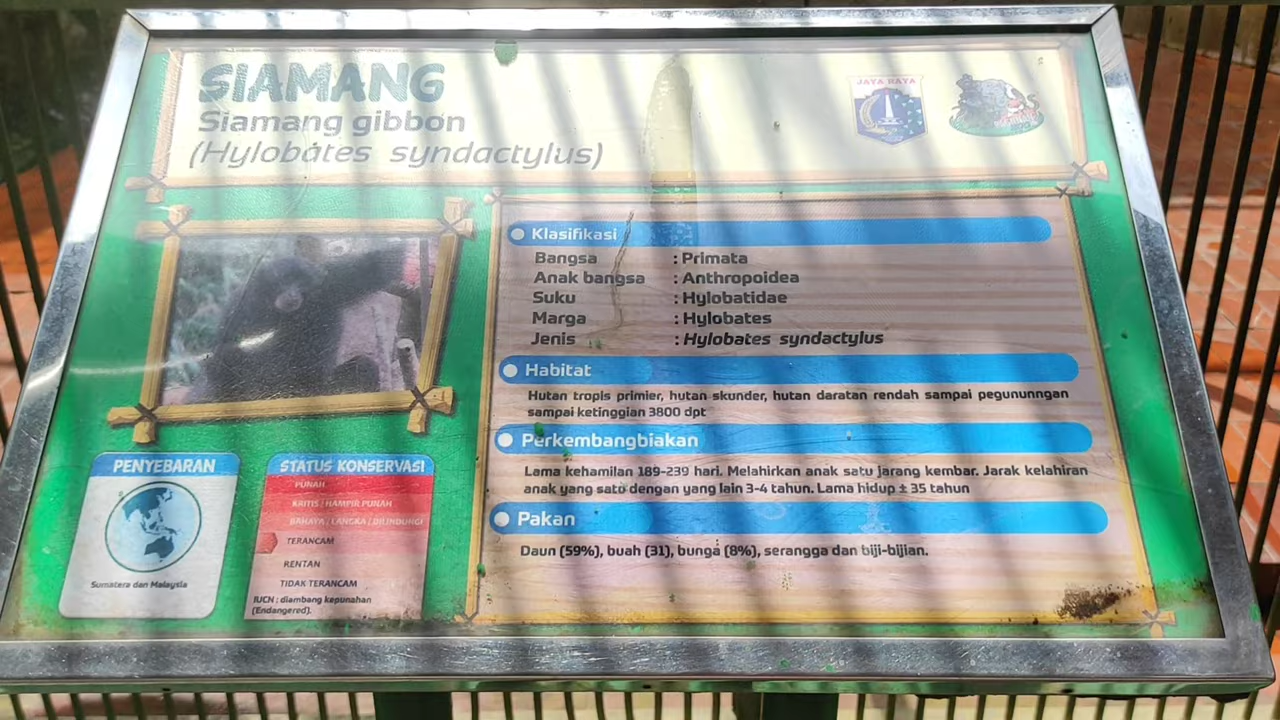 SIAMANG
Siamang gibbon
(Hylobates syndactylus)
JAYA RAYA
Klasifikasi
Bangsa : Primata
Anak bangsa : Anthropoidea
Suku : Hylobatidae
Marga : Hylobates
Jenis : Hylobates syndactylus
Habitat
Hutan tropis primier, hutan skunder, hutan daratan rendah sampai pegununngan
sampai ketinggian 3800 dpt
Perkembangbiakan
Lama kehamilan 189-239 hari. Melahirkan anak satu jarang kembar. Jarak kelahiran
anak yang satu dengan yang lain 3-4 tahun. Lama hidup ± 35 tahun
Pakan
Daun (59%), buah (31), bunga (8%), serangga dan biji-bijian.
PENYEBARAN
Sumatera dan Malaysia
STATUS KONSERVASI
PUNAH
KRITIS / HAMPIR PUNAH
BAHAYA / LANGKA / DILINDUNGI
TERANCAM
RENTAN
TIDAK TERANCAM
IUCN : diambang kepunahan
(Endangered).